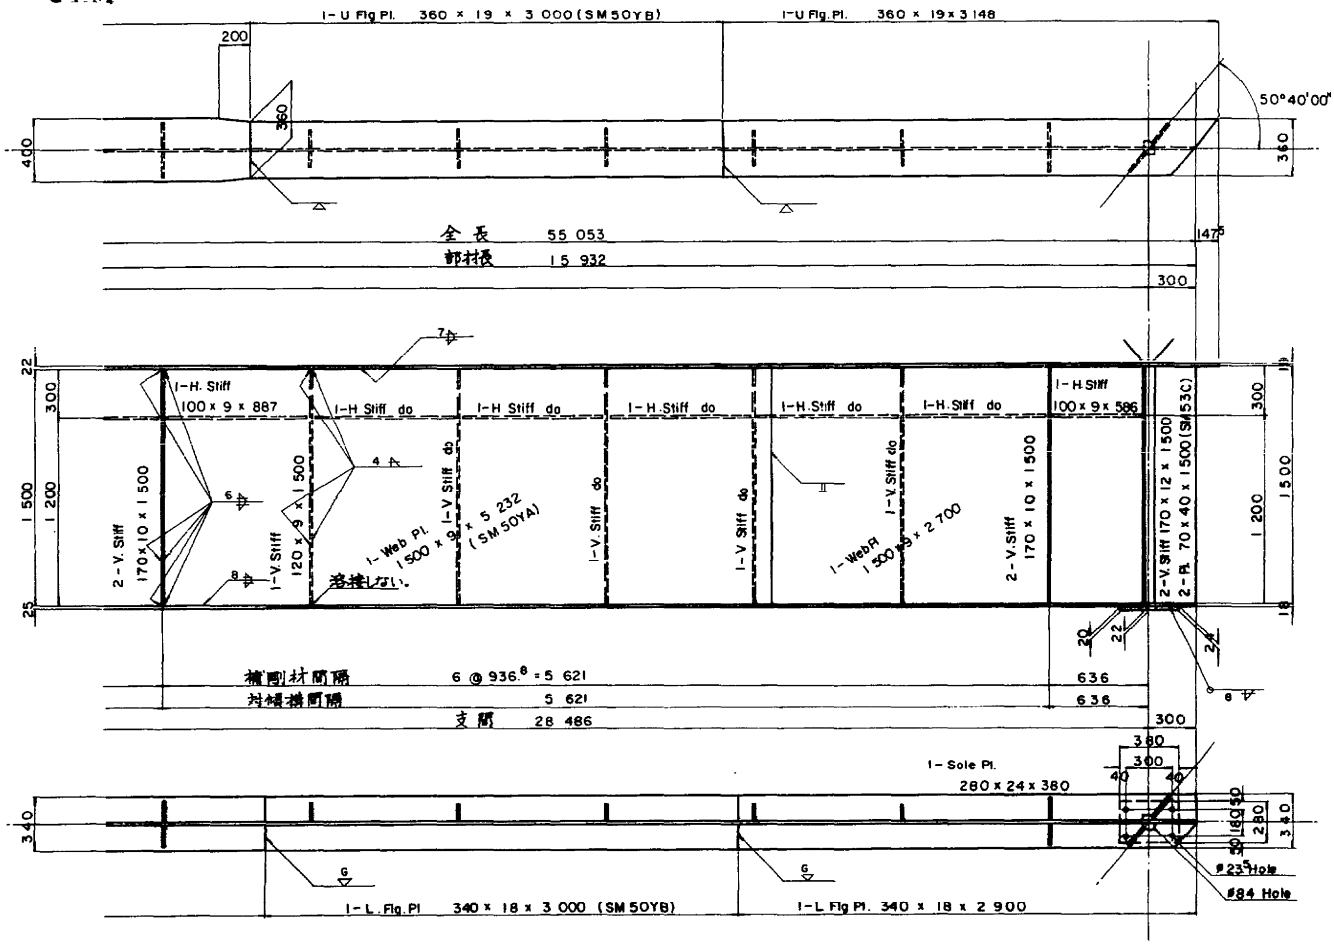 1-U Flg Pl. 360 × 19 × 3 000 (SM50YB)
1-U Flg Pl. 360 × 19×3 148
200
360
50°40'00"
400
360
全長 55 053
147⁵
部材長 15 932
300
7
22
19
1-H. Stiff
100 × 9 × 887
1-H Stiff do
1-H Stiff do
1-H. Stiff do
1-H. Stiff do
1-H Stiff do
1-H. Stiff
100 × 9 × 586
300
300
1 500
1 200
2-V. Stiff
170×10 × 1 500
6
8
1-V. Stiff
120 × 9 × 1 500
4
溶接しない。
1-Web Pl.
1 500 × 9 × 5 232
(SM50YA)
1-V. Stiff do
1-V. Stiff do
1-V Stiff do
1-Web Pl
1 500 × 9 × 2 700
1-V. Stiff do
2-V. Stiff
170 × 10 × 1 500
2-V. Stiff 170 × 12 × 1 500
2-Pl. 70 × 40 × 1 500 (SM53C)
1 200
1 500
25
18
20
22
24
8
補剛材間隔 6 @ 936.⁸ = 5 621
636
対傾構間隔 5 621
636
支間 28 486
300
380
1-Sole Pl.
280 × 24 × 380
300
40
40
340
50
180
50
280
340
G
G
φ23⁵ Hole
φ84 Hole
1-L. Flg. Pl 340 × 18 × 3 000 (SM50YB)
1-L Flg Pl. 340 × 18 × 2 900